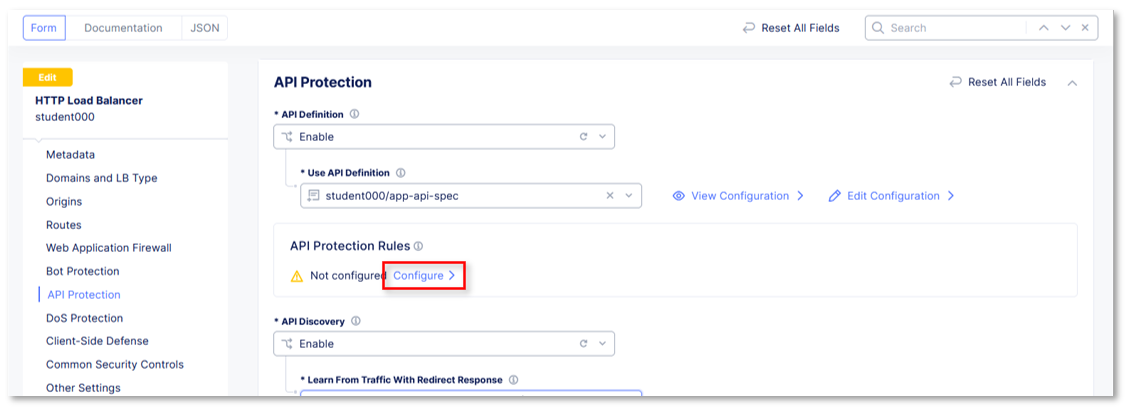 Form Documentation JSON Reset All Fields Search
Edit
HTTP Load Balancer
student000
Metadata
Domains and LB Type
Origins
Routes
Web Application Firewall
Bot Protection
API Protection
DoS Protection
Client-Side Defense
Common Security Controls
Other Settings
API Protection Reset All Fields
* API Definition
Enable
* Use API Definition
student000/app-api-spec View Configuration Edit Configuration
API Protection Rules
Not configured Configure
* API Discovery
Enable
* Learn From Traffic With Redirect Response